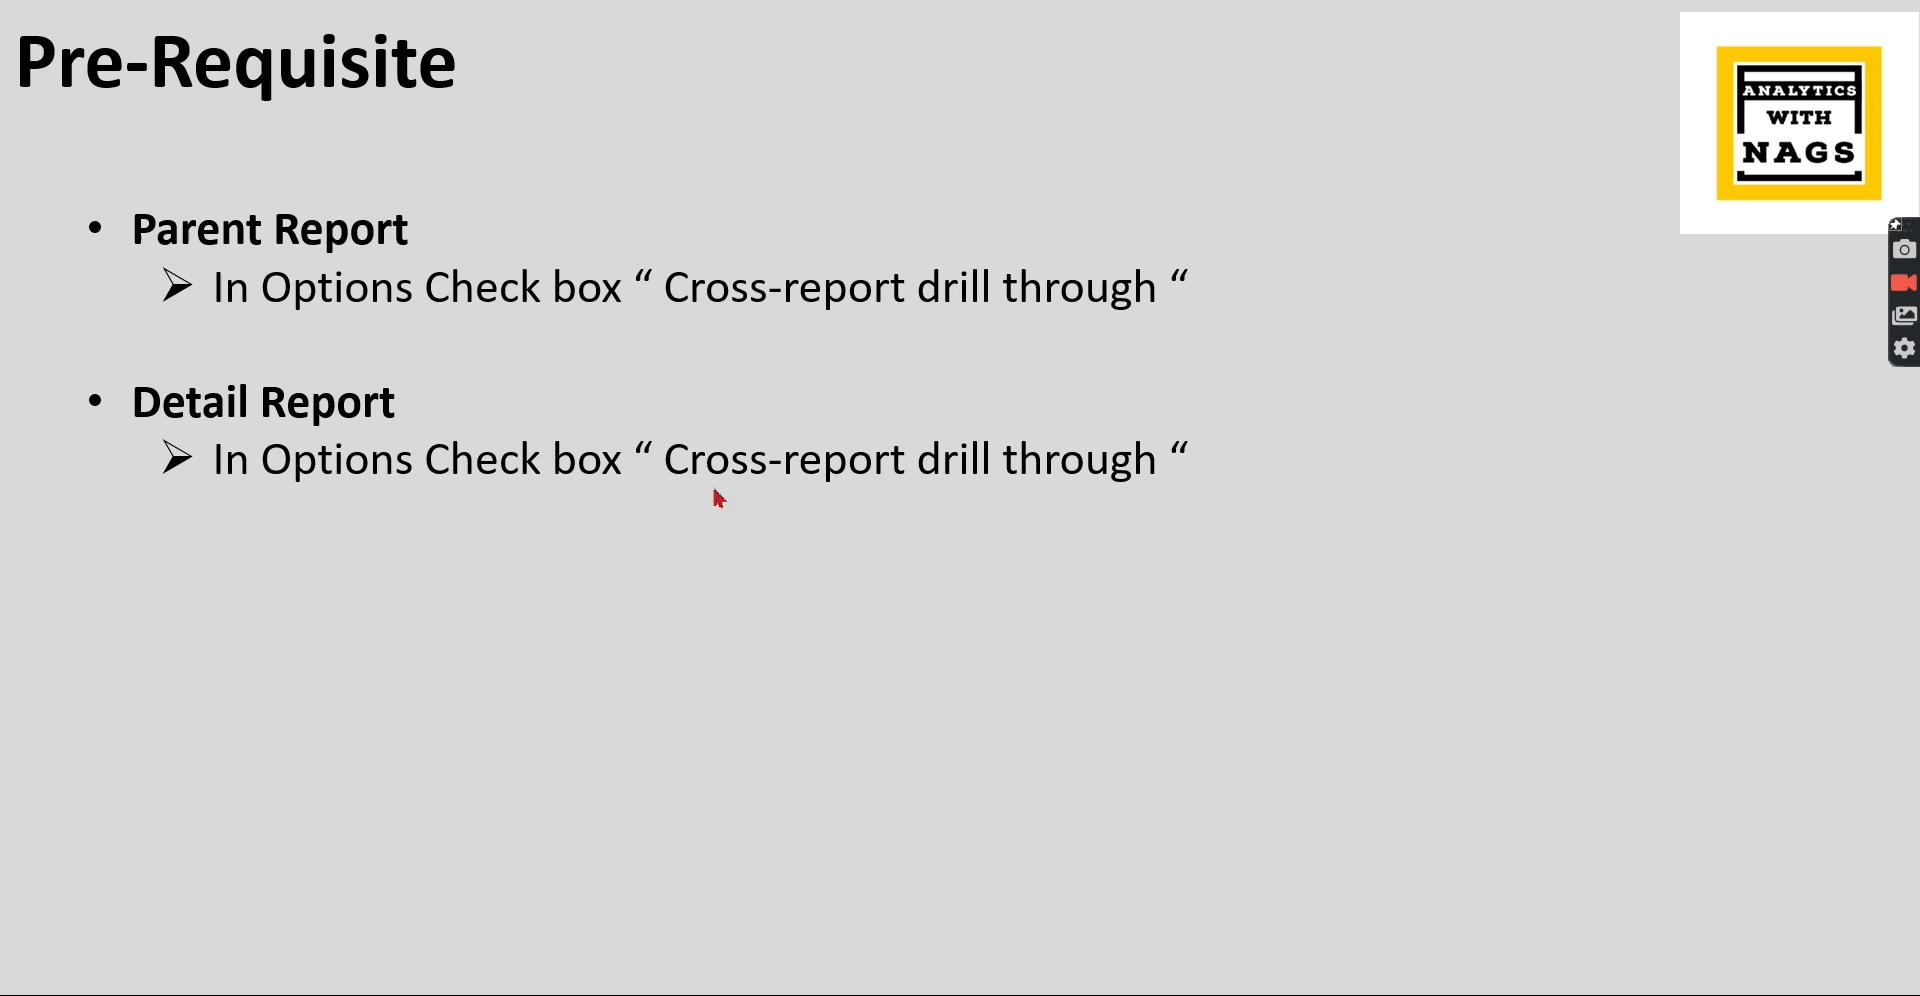 Pre-Requisite
ANALYTICS
WITH
NAGS
• Parent Report
➢ In Options Check box “ Cross-report drill through “
• Detail Report
➢ In Options Check box “ Cross-report drill through “